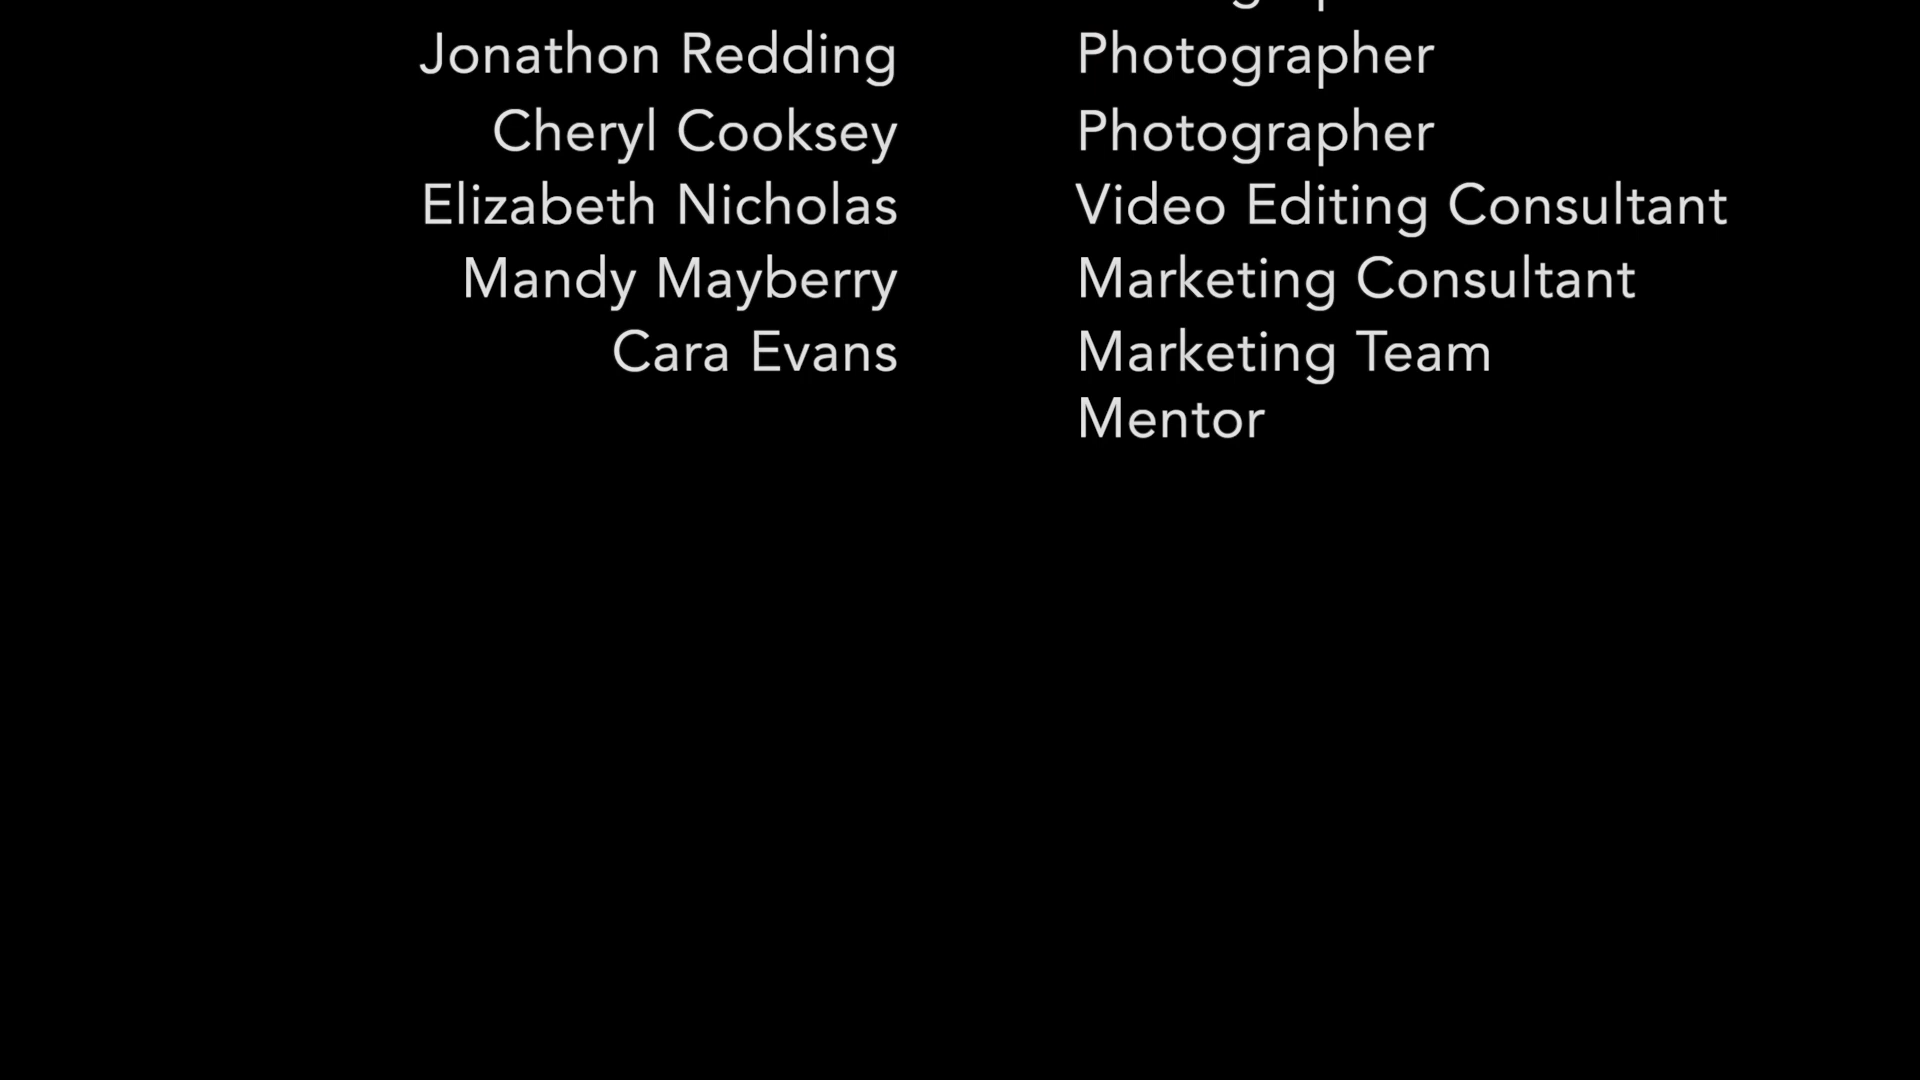 Jonathon Redding Photographer
Cheryl Cooksey Photographer
Elizabeth Nicholas Video Editing Consultant
Mandy Mayberry Marketing Consultant
Cara Evans Marketing Team
Mentor